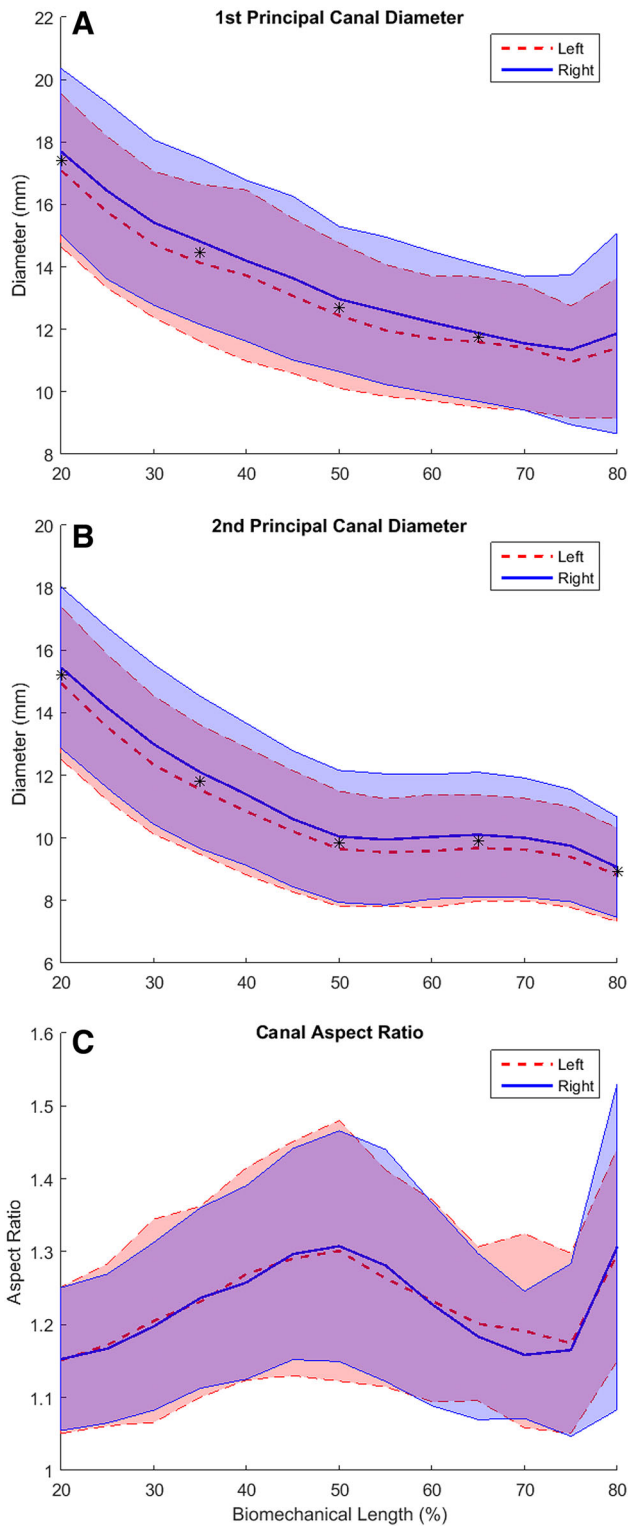 A
1st Principal Canal Diameter
Left
Right
22
20
18
16
14
12
10
8
Diameter (mm)
20 30 40 50 60 70 80
B
2nd Principal Canal Diameter
Left
Right
20
18
16
14
12
10
8
6
Diameter (mm)
20 30 40 50 60 70 80
C
Canal Aspect Ratio
Left
Right
1.6
1.5
1.4
1.3
1.2
1.1
1
Aspect Ratio
20 30 40 50 60 70 80
Biomechanical Length (%)